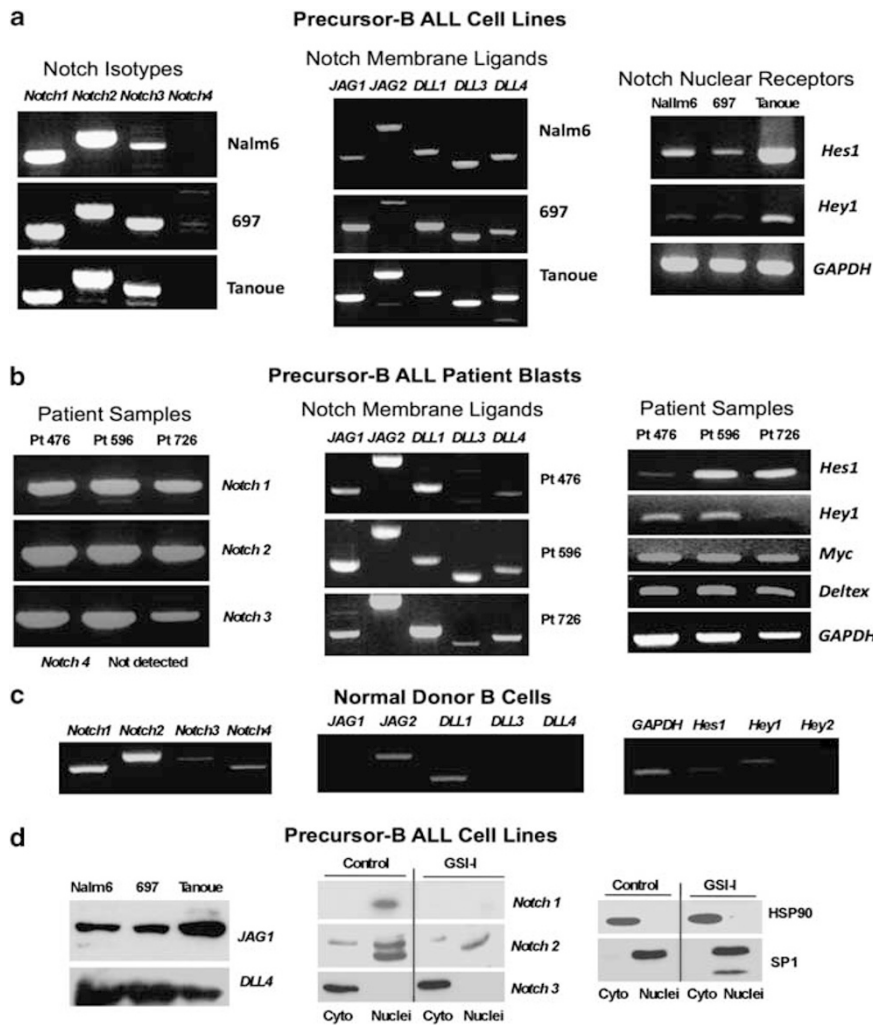 a
Precursor-B ALL Cell Lines
Notch Isotypes
Notch1 Notch2 Notch3 Notch4
Nalm6
697
Tanoue
Notch Membrane Ligands
JAG1 JAG2 DLL1 DLL3 DLL4
Nalm6
697
Tanoue
Notch Nuclear Receptors
Nallm6 697 Tanoue
Hes1
Hey1
GAPDH
b
Precursor-B ALL Patient Blasts
Patient Samples
Pt 476 Pt 596 Pt 726
Notch 1
Notch 2
Notch 3
Notch 4 Not detected
Notch Membrane Ligands
JAG1 JAG2 DLL1 DLL3 DLL4
Pt 476
Pt 596
Pt 726
Patient Samples
Pt 476 Pt 596 Pt 726
Hes1
Hey1
Myc
Deltex
GAPDH
c
Normal Donor B Cells
Notch1 Notch2 Notch3 Notch4
JAG1 JAG2 DLL1 DLL3 DLL4
GAPDH Hes1 Hey1 Hey2
d
Precursor-B ALL Cell Lines
Nalm6 697 Tanoue
JAG1
DLL4
Control GSI-I
Notch 1
Notch 2
Notch 3
Cyto Nuclei Cyto Nuclei
Control GSI-I
HSP90
SP1
Cyto Nuclei Cyto Nuclei